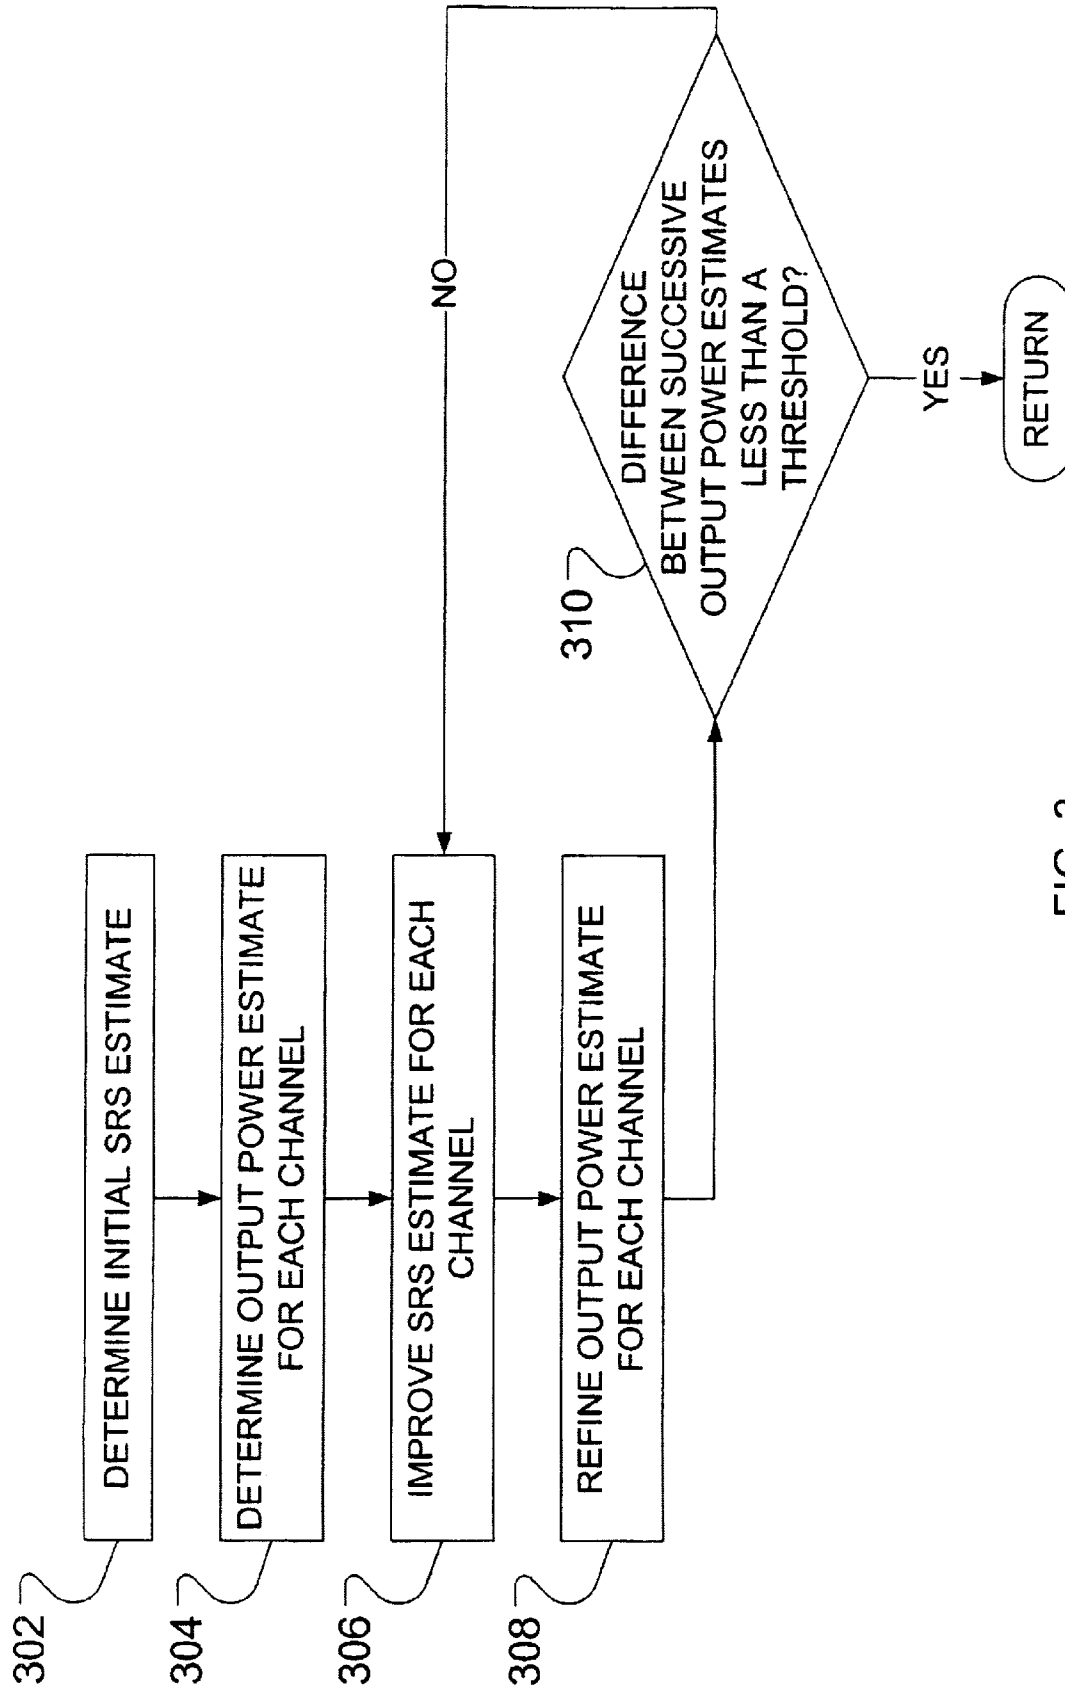 302
DETERMINE INITIAL SRS ESTIMATE
304
DETERMINE OUTPUT POWER ESTIMATE
FOR EACH CHANNEL
306
IMPROVE SRS ESTIMATE FOR EACH
CHANNEL
308
REFINE OUTPUT POWER ESTIMATE
FOR EACH CHANNEL
310
DIFFERENCE
BETWEEN SUCCESSIVE
OUTPUT POWER ESTIMATES
LESS THAN A
THRESHOLD?
NO
YES
RETURN
FIG.